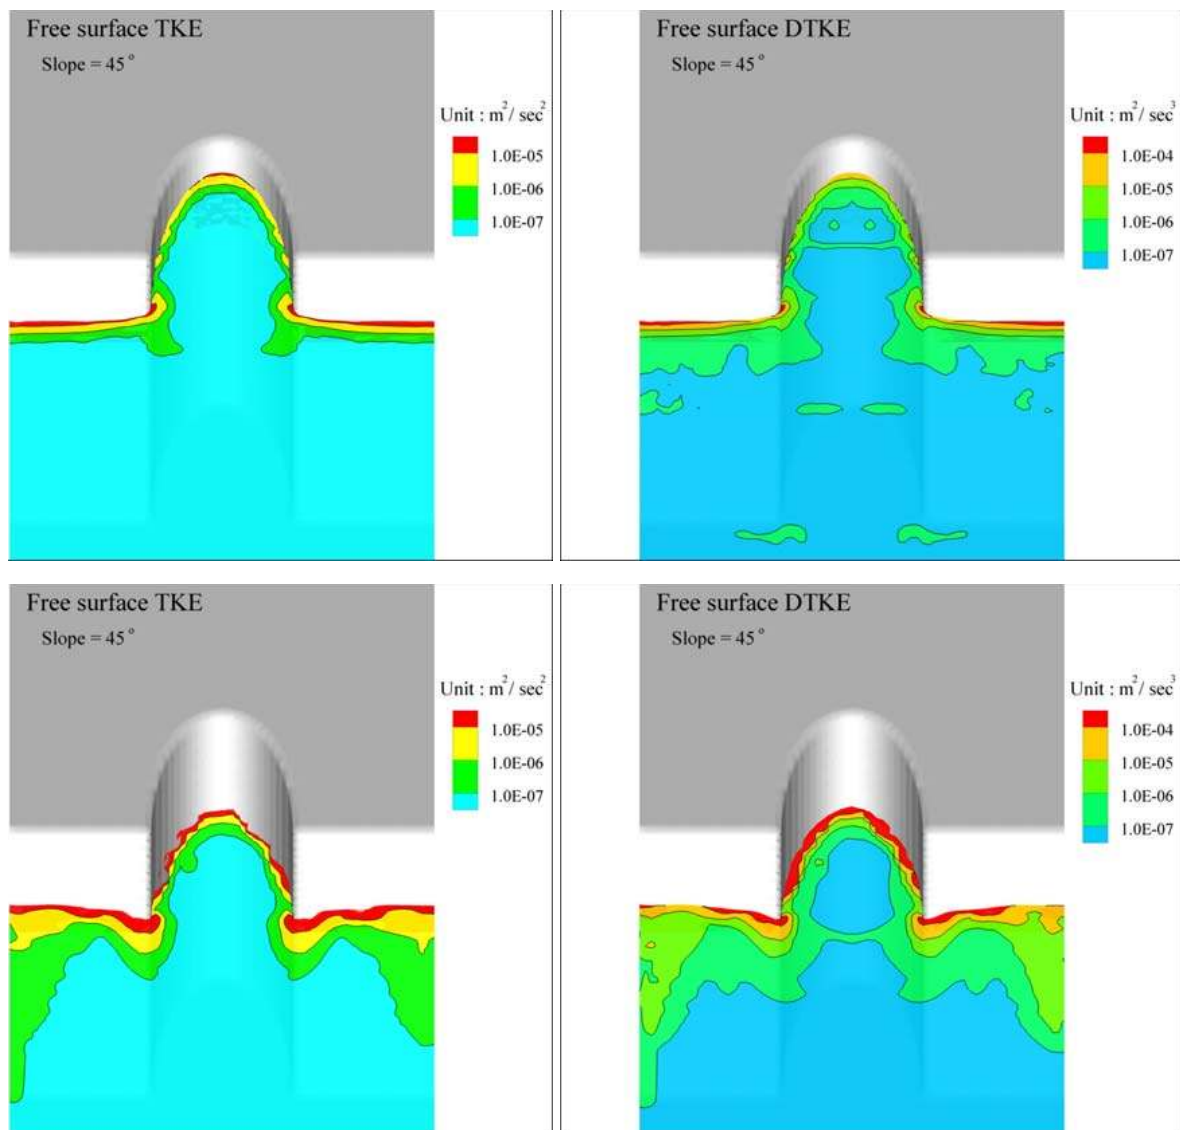 Free surface TKE
Slope = 45°
Unit : m²/ sec²
1.0E-05
1.0E-06
1.0E-07
Free surface DTKE
Slope = 45°
Unit : m²/ sec³
1.0E-04
1.0E-05
1.0E-06
1.0E-07
Free surface TKE
Slope = 45°
Unit : m²/ sec²
1.0E-05
1.0E-06
1.0E-07
Free surface DTKE
Slope = 45°
Unit : m²/ sec³
1.0E-04
1.0E-05
1.0E-06
1.0E-07